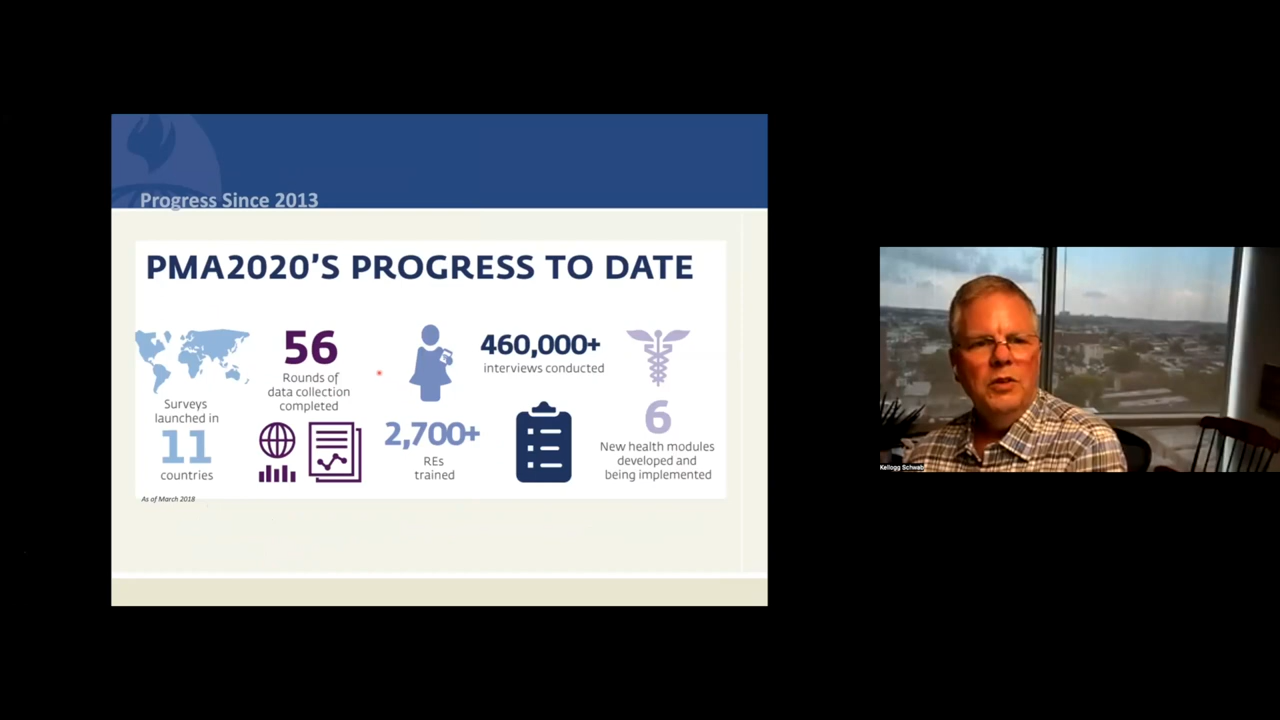 Progress Since 2013
PMA2020'S PROGRESS TO DATE
Surveys
launched in
11
countries
56
Rounds of
data collection
completed
2,700+
REs
trained
460,000+
interviews conducted
6
New health modules
developed and
being implemented
As of March 2018
Kellogg Schwab